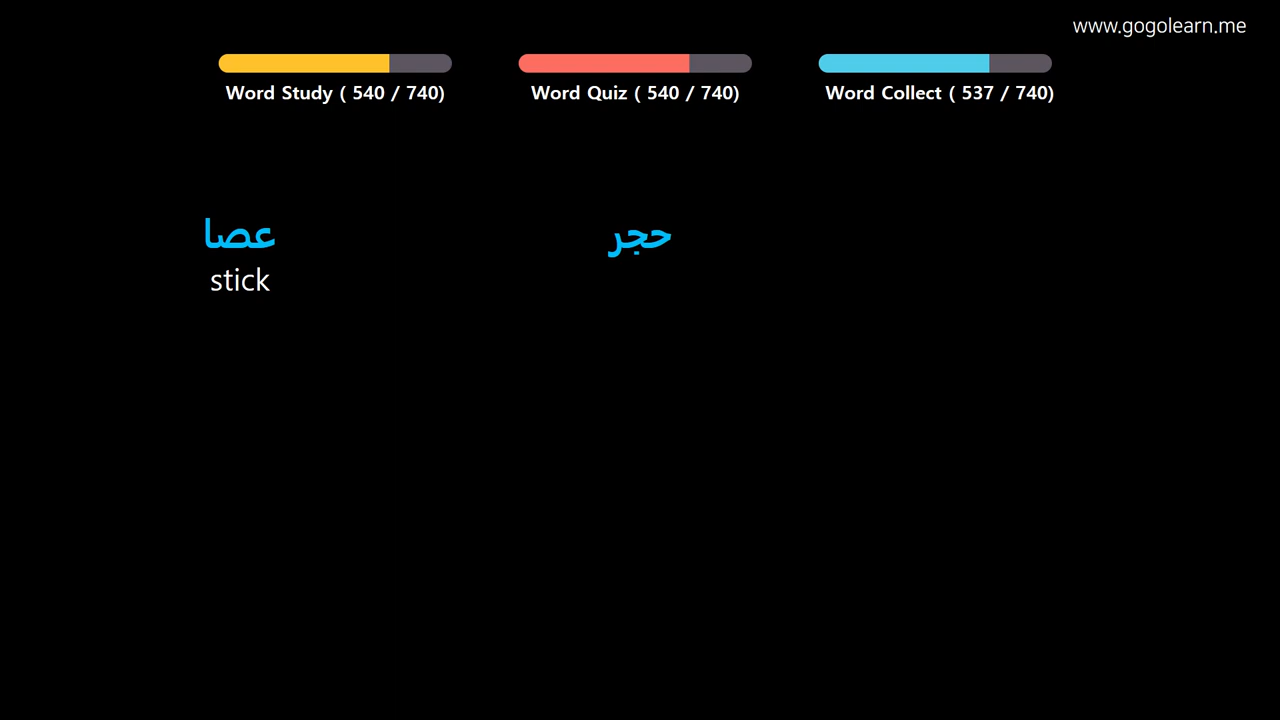 www.gogolearn.me
Word Study ( 540 / 740)
Word Quiz ( 540 / 740)
Word Collect ( 537 / 740)
عصا
stick
حجر